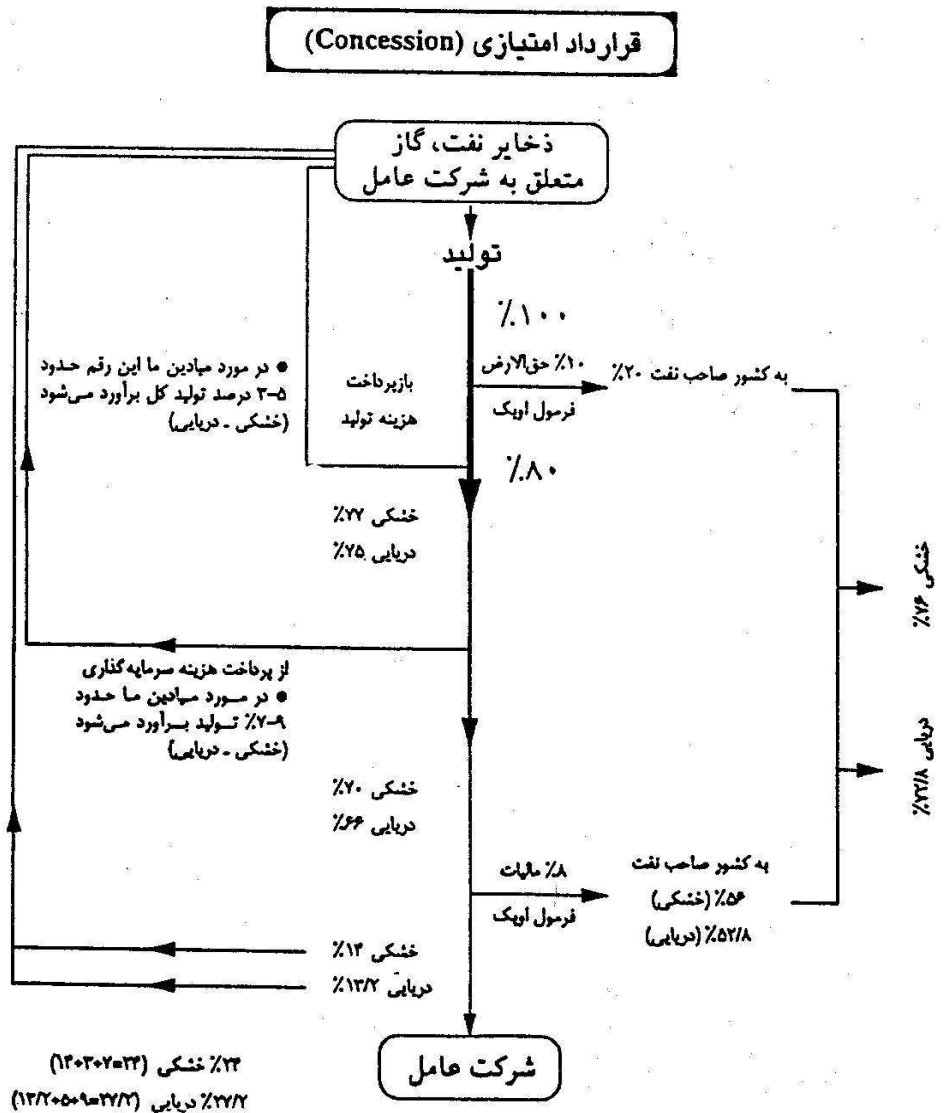 قرارداد امتیازی (Concession)
ذخایر نفت، گاز
متعلق به شرکت عامل
تولید
٪۱۰۰
٪۱۰ حق‌الارض
فرمول اوپک
به کشور صاحب نفت ۲۰٪
بازپرداخت
هزینه تولید
● در مورد میادین ما این رقم حدود
۳-۵ درصد تولید کل برآورد می‌شود
(خشکی ـ دریایی)
٪۸۰
خشکی ۷۷٪
دریایی ۷۵٪
خشکی ۷۶٪
از پرداخت هزینه سرمایه‌گذاری
● در مورد میادین ما حدود
۷-۹٪ تولید برآورد می‌شود
(خشکی ـ دریایی)
دریایی ۷۲/۸٪
خشکی ۷۰٪
دریایی ۶۶٪
۸٪ مالیات
فرمول اوپک
به کشور صاحب نفت
۵۶٪ (خشکی)
۵۲/۸٪ (دریایی)
خشکی ۱۴٪
دریایی ۱۳/۲٪
شرکت عامل
۲۴٪ خشکی (۱۴+۳+۷=۲۴)
۲۷/۲٪ دریایی (۱۳/۲+۵+۹=۲۷/۲)